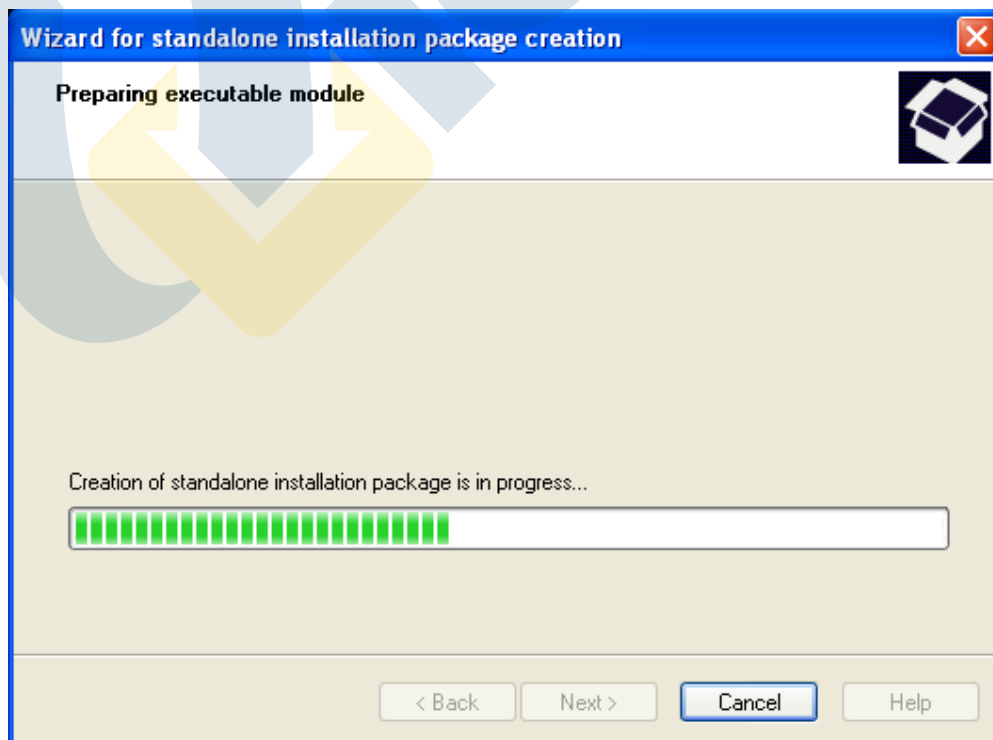 Wizard for standalone installation package creation
Preparing executable module
Creation of standalone installation package is in progress...
< Back Next > Cancel Help